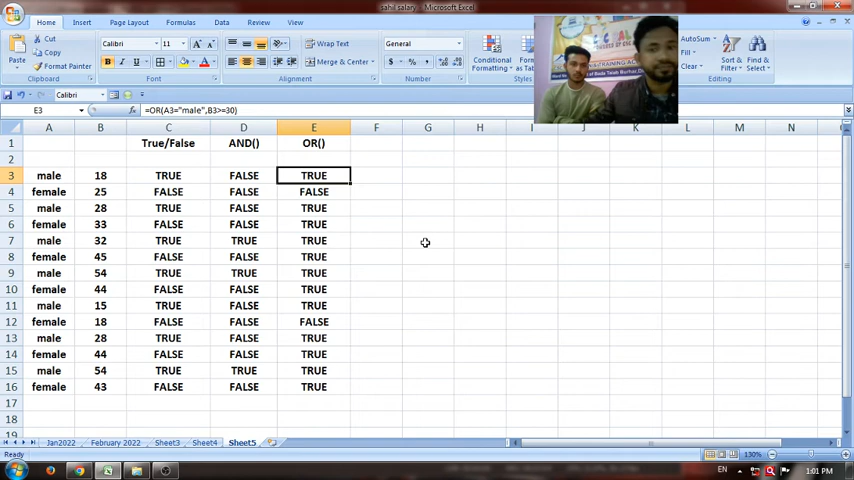 sahil salary - Microsoft Excel
Home Insert Page Layout Formulas Data Review View
Cut
Copy
Format Painter
Paste
Clipboard
Calibri 11
Font
Wrap Text
Merge & Center
Alignment
General
Number
Conditional
Formatting
AutoSum
Fill
Clear
Sort &
Filter
Find &
Select
Editing
Calibri
E3 fx =OR(A3="male",B3>=30)
A B C D E F G H I J K L M N
1 True/False AND() OR()
2
3 male 18 TRUE FALSE TRUE
4 female 25 FALSE FALSE FALSE
5 male 28 TRUE FALSE TRUE
6 female 33 FALSE FALSE TRUE
7 male 32 TRUE TRUE TRUE
8 female 45 FALSE FALSE TRUE
9 male 54 TRUE TRUE TRUE
10 female 44 FALSE FALSE TRUE
11 male 15 TRUE FALSE TRUE
12 female 18 FALSE FALSE FALSE
13 male 28 TRUE FALSE TRUE
14 female 44 FALSE FALSE TRUE
15 male 54 TRUE TRUE TRUE
16 female 43 FALSE FALSE TRUE
17
18
19
Jan2022 February 2022 Sheet3 Sheet4 Sheet5
Ready 130%
EN 1:01 PM